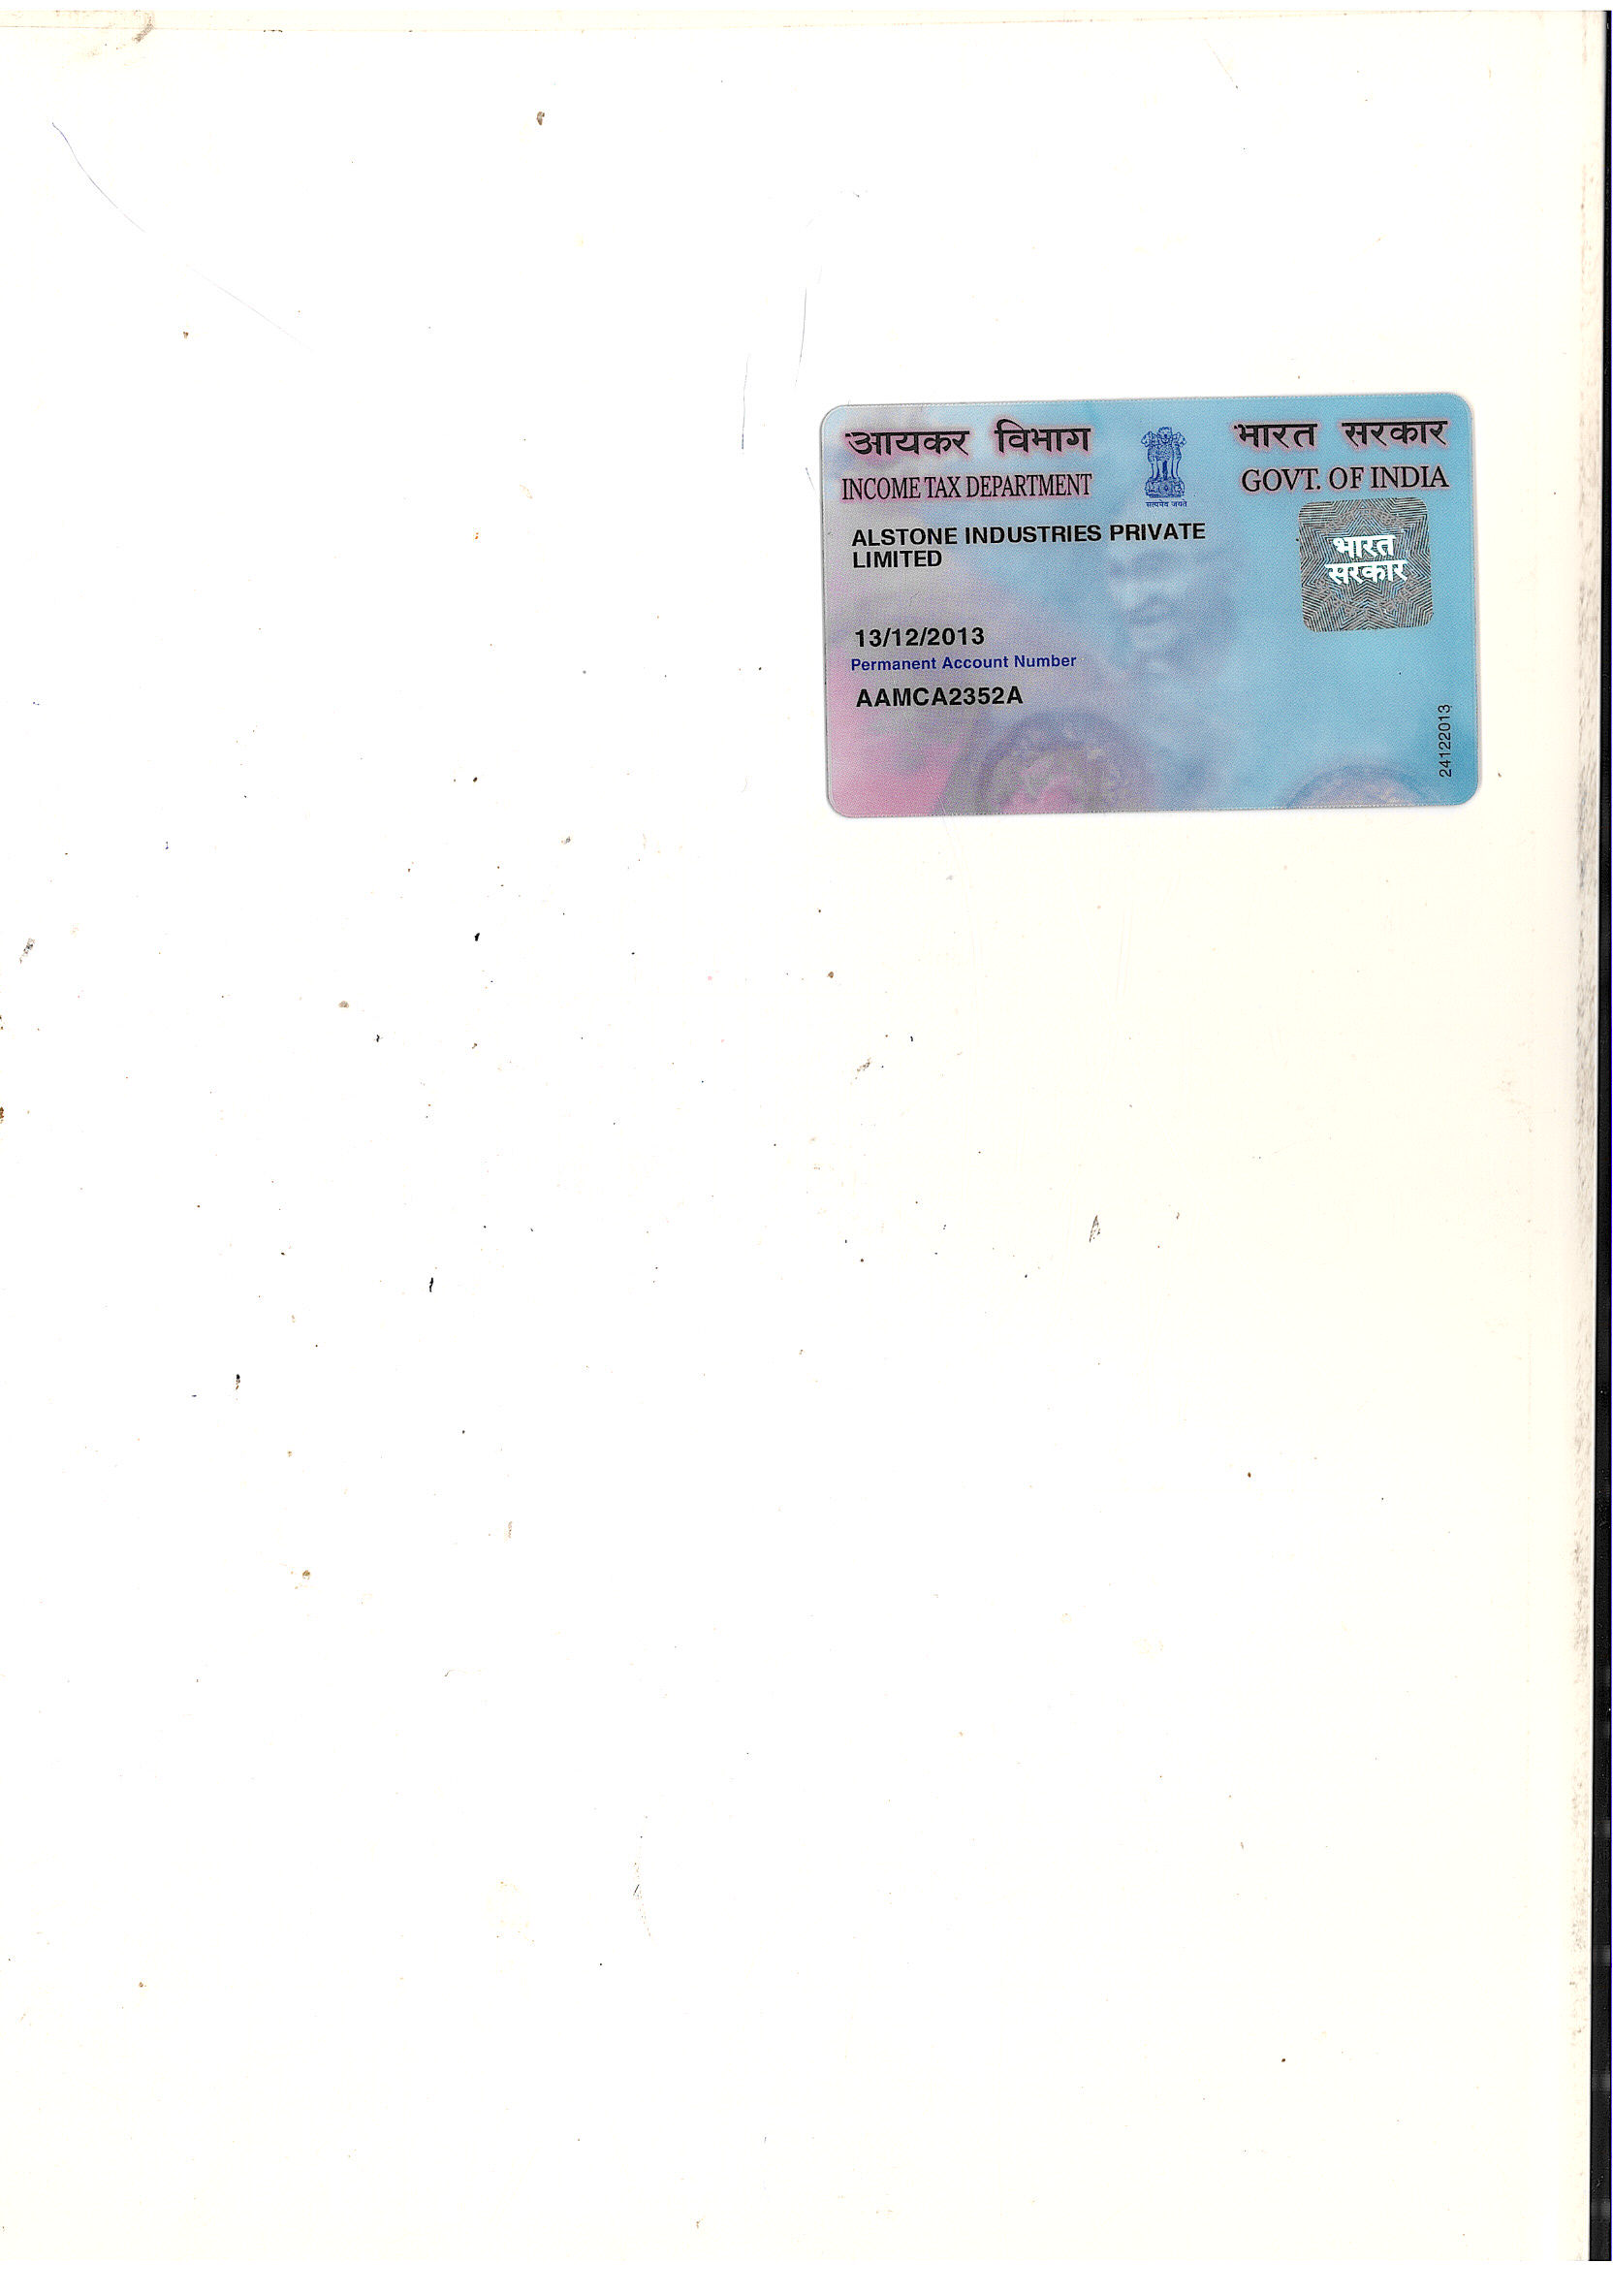 आयकर विभाग
INCOME TAX DEPARTMENT
सत्यमेव जयते
भारत सरकार
GOVT. OF INDIA
ALSTONE INDUSTRIES PRIVATE
LIMITED
भारत
सरकार
13/12/2013
Permanent Account Number
AAMCA2352A
24122013